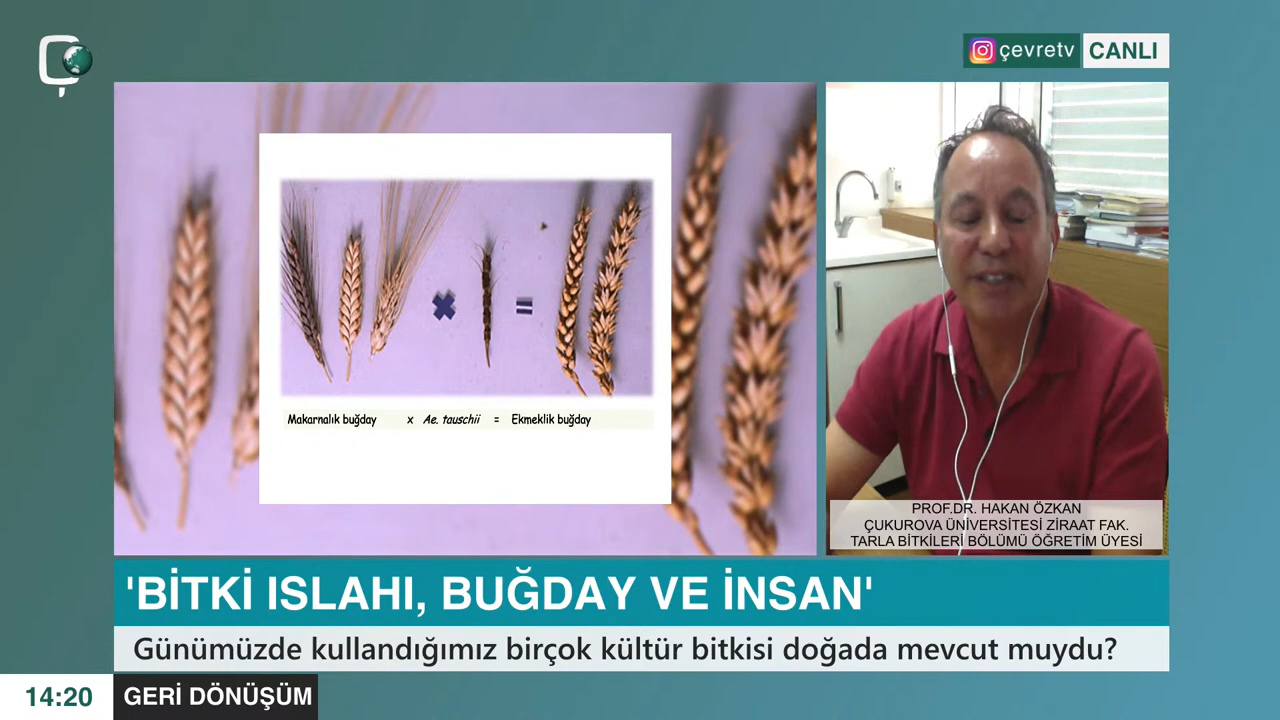 Ç
çevretv CANLI
Makarnalık buğday x Ae. tauschii = Ekmeklik buğday
PROF.DR. HAKAN ÖZKAN
ÇUKUROVA ÜNİVERSİTESİ ZİRAAT FAK.
TARLA BİTKİLERİ BÖLÜMÜ ÖĞRETİM ÜYESİ
'BİTKİ ISLAHI, BUĞDAY VE İNSAN'
Günümüzde kullandığımız birçok kültür bitkisi doğada mevcut muydu?
14:20 GERİ DÖNÜŞÜM